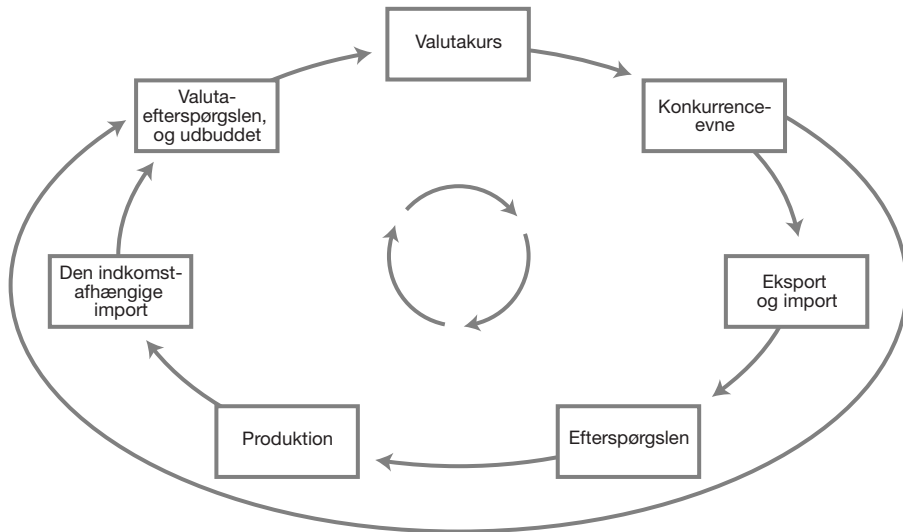 Valutakurs
Konkurrence-
evne
Eksport
og import
Efterspørgslen
Produktion
Den indkomst-
afhængige
import
Valuta-
efterspørgslen,
og udbuddet